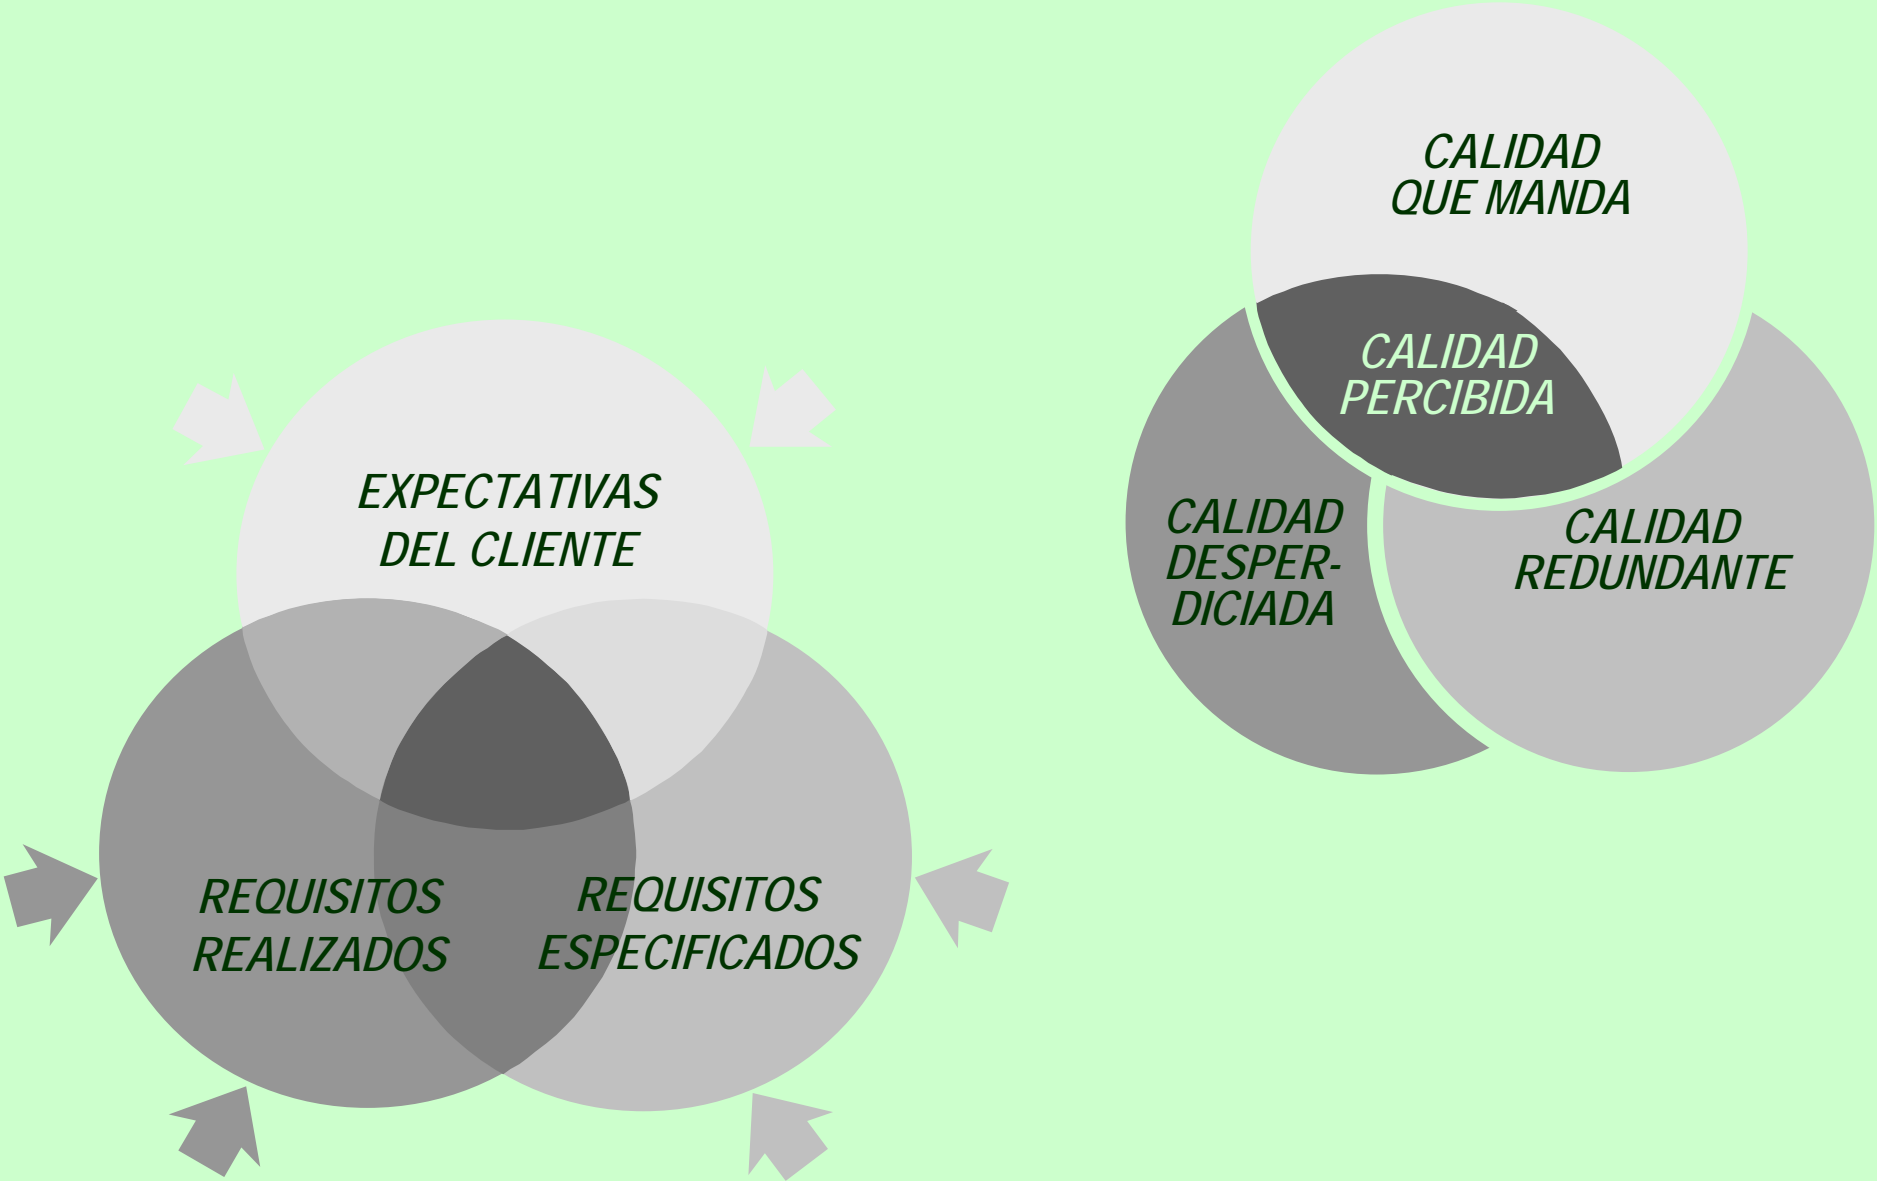 EXPECTATIVAS
DEL CLIENTE
REQUISITOS
REALIZADOS
REQUISITOS
ESPECIFICADOS
CALIDAD
QUE MANDA
CALIDAD
PERCIBIDA
CALIDAD
DESPER-
DICIADA
CALIDAD
REDUNDANTE